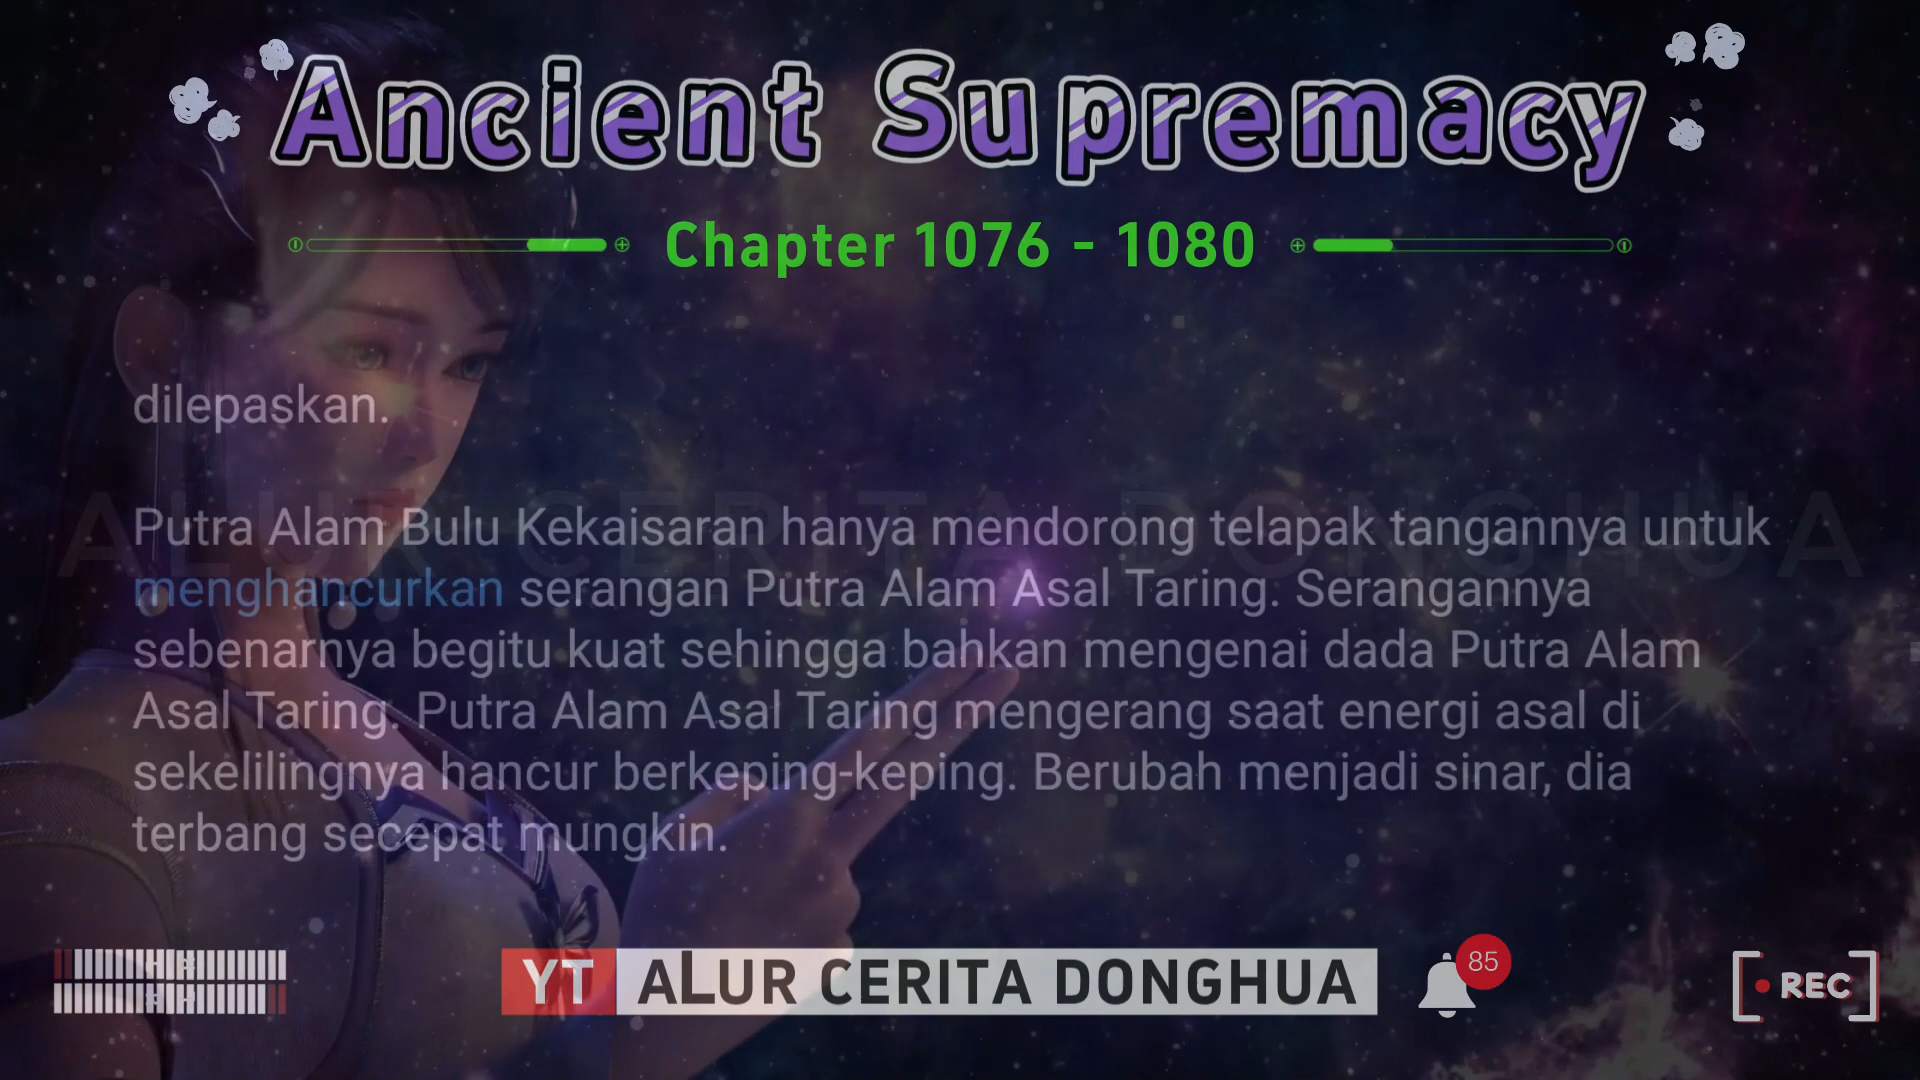 Ancient Supremacy
Chapter 1076 - 1080
dilepaskan.
ALUR CERITA DONGHUA
Putra Alam Bulu Kekaisaran hanya mendorong telapak tangannya untuk
menghancurkan serangan Putra Alam Asal Taring. Serangannya
sebenarnya begitu kuat sehingga bahkan mengenai dada Putra Alam
Asal Taring. Putra Alam Asal Taring mengerang saat energi asal di
sekelilingnya hancur berkeping-keping. Berubah menjadi sinar, dia
terbang secepat mungkin.
YT ALUR CERITA DONGHUA
85
REC